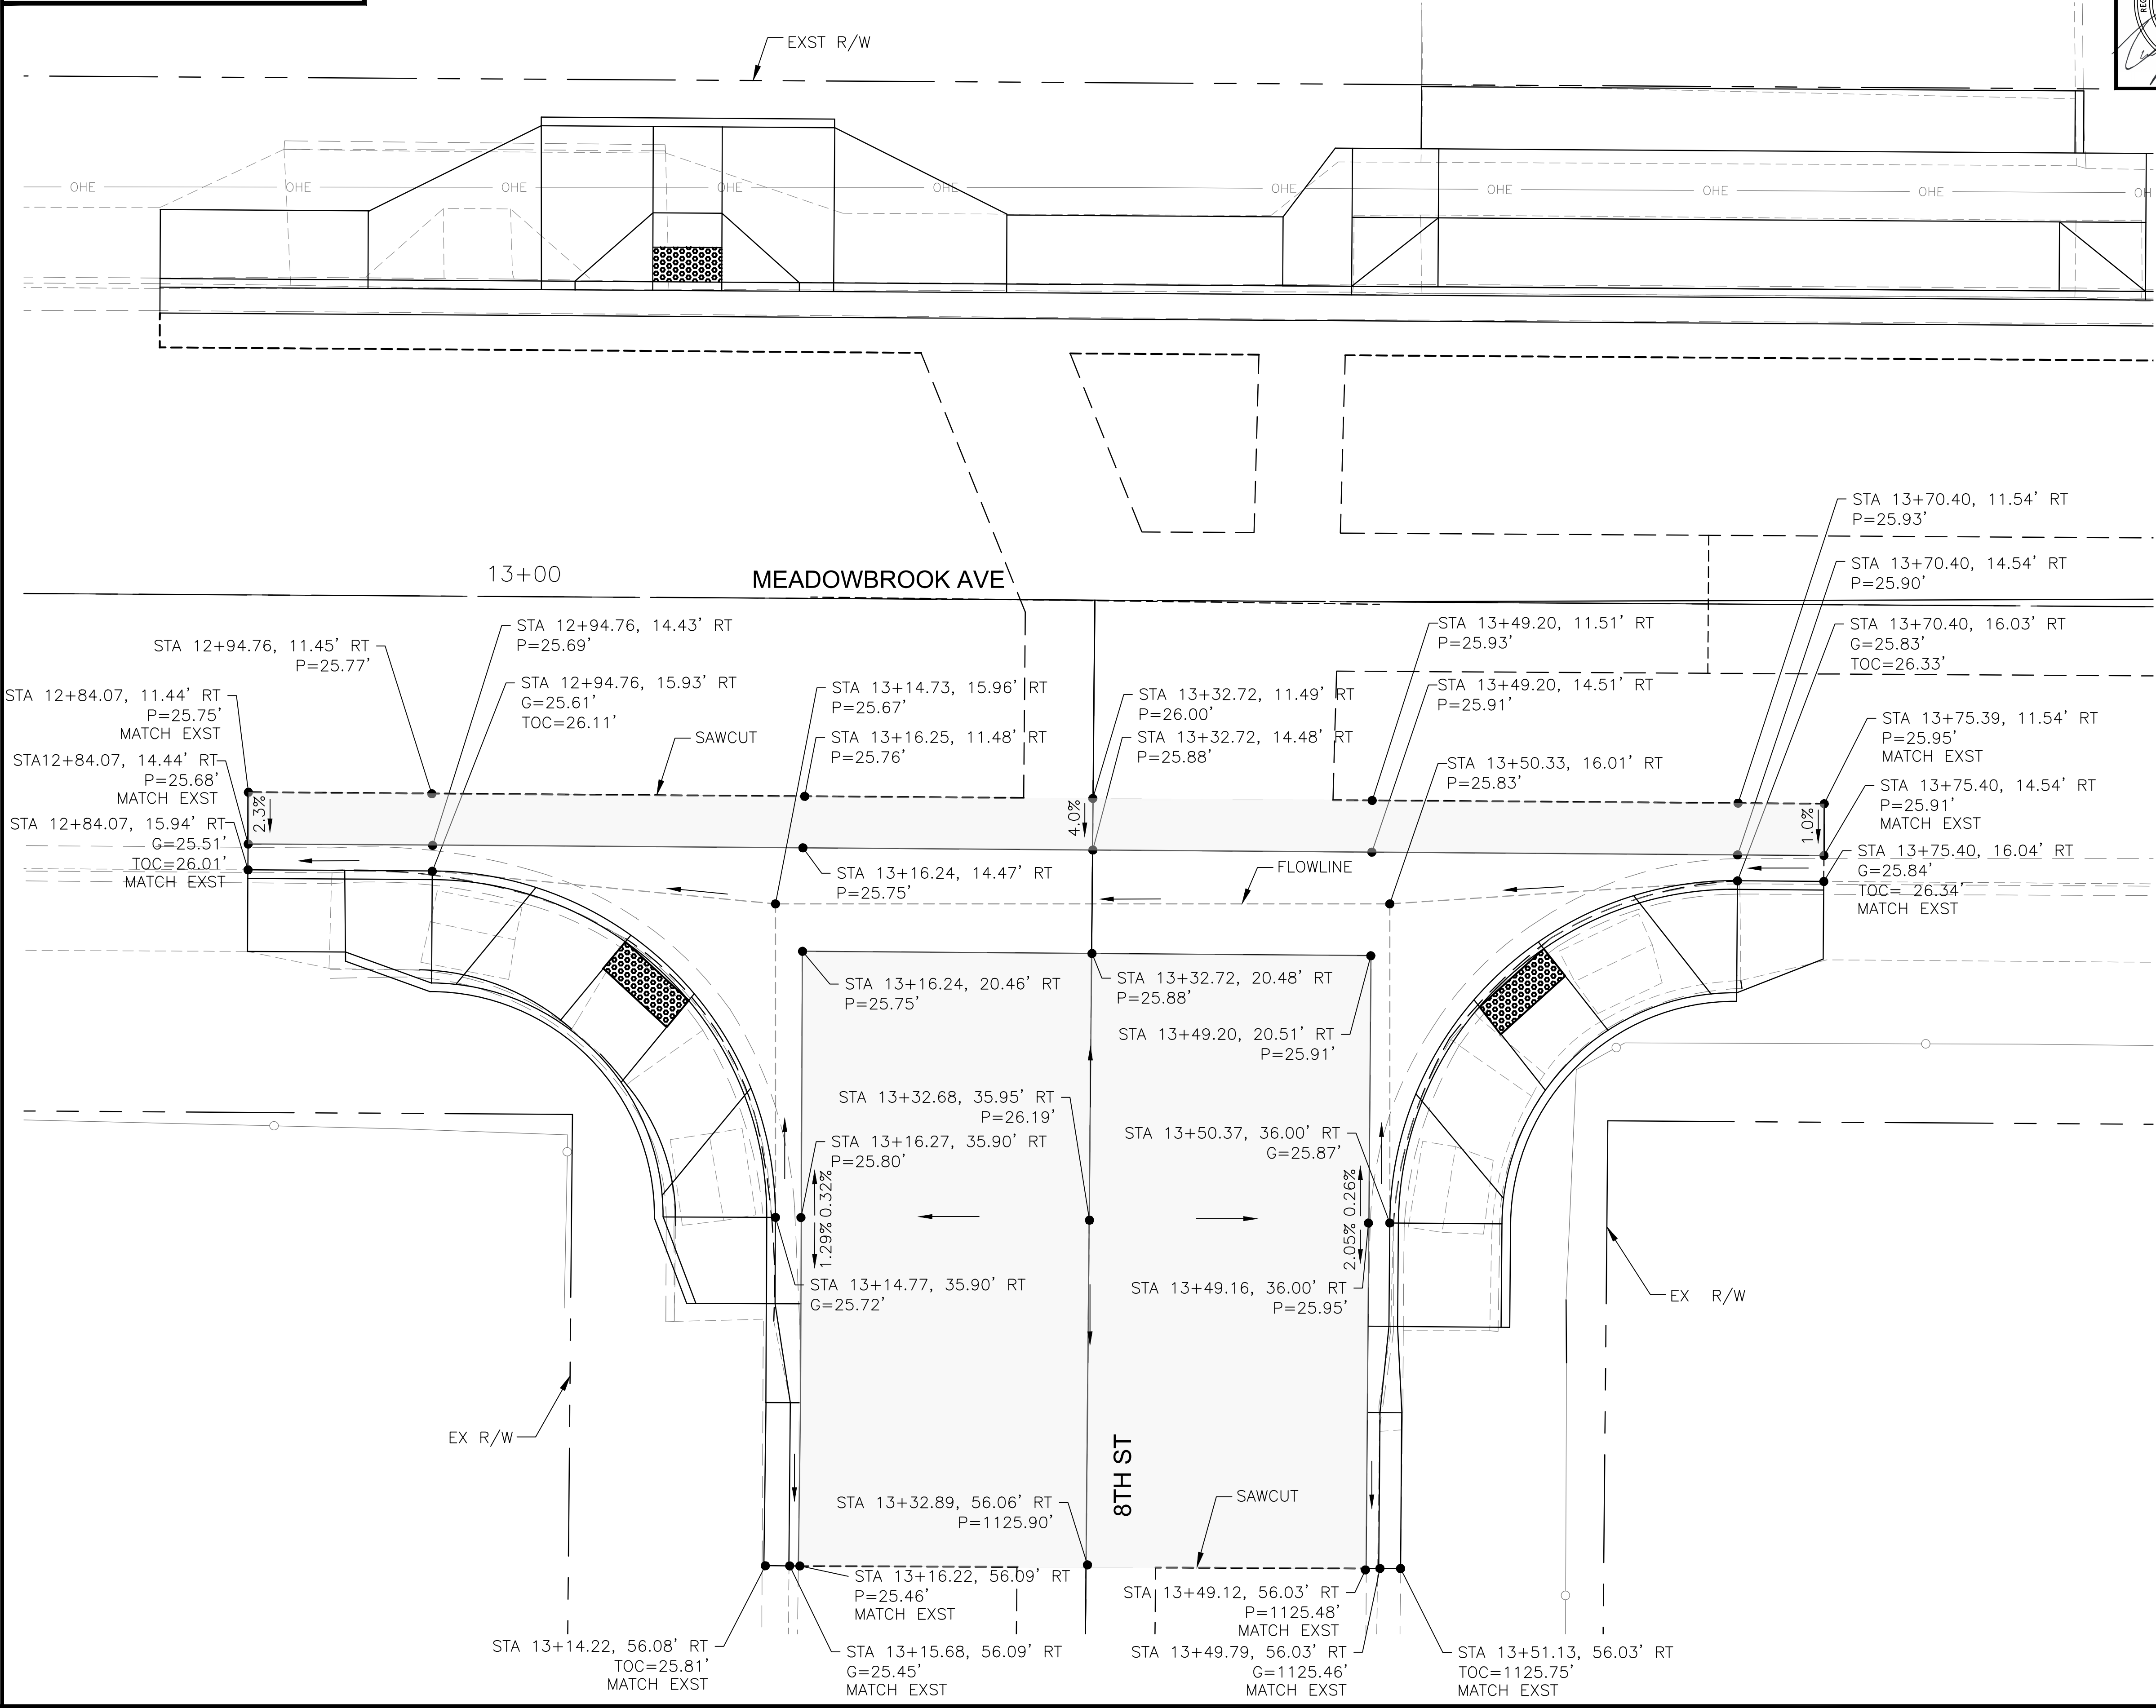 EXST R/W
OHE
OHE
OHE
OHE
OHE
OHE
OHE
OHE
OHE
13+00
MEADOWBROOK AVE
STA 13+70.40, 11.54' RT
P=25.93'
STA 13+70.40, 14.54' RT
P=25.90'
STA 13+70.40, 16.03' RT
G=25.83'
TOC=26.33'
STA 12+94.76, 14.43' RT
P=25.69'
STA 12+94.76, 11.45' RT
P=25.77'
STA 13+49.20, 11.51' RT
P=25.93'
STA 12+84.07, 11.44' RT
P=25.75'
MATCH EXST
STA 12+94.76, 15.93' RT
G=25.61'
TOC=26.11'
STA 13+14.73, 15.96' RT
P=25.67'
STA 13+32.72, 11.49' RT
P=26.00'
STA 13+49.20, 14.51' RT
P=25.91'
STA 13+75.39, 11.54' RT
P=25.95'
MATCH EXST
SAWCUT
STA 13+16.25, 11.48' RT
P=25.76'
STA 13+32.72, 14.48' RT
P=25.88'
STA12+84.07, 14.44' RT
P=25.68'
MATCH EXST
STA 13+50.33, 16.01' RT
P=25.83'
STA 13+75.40, 14.54' RT
P=25.91'
MATCH EXST
2.3%
4.0%
1.0%
STA 12+84.07, 15.94' RT
G=25.51'
TOC=26.01'
MATCH EXST
STA 13+16.24, 14.47' RT
P=25.75'
FLOWLINE
STA 13+75.40, 16.04' RT
G=25.84'
TOC= 26.34'
MATCH EXST
STA 13+16.24, 20.46' RT
P=25.75'
STA 13+32.72, 20.48' RT
P=25.88'
STA 13+49.20, 20.51' RT
P=25.91'
STA 13+32.68, 35.95' RT
P=26.19'
STA 13+16.27, 35.90' RT
P=25.80'
STA 13+50.37, 36.00' RT
G=25.87'
1.29% 0.32%
2.05% 0.26%
STA 13+14.77, 35.90' RT
G=25.72'
STA 13+49.16, 36.00' RT
P=25.95'
EX R/W
EX R/W
8TH ST
STA 13+32.89, 56.06' RT
P=1125.90'
SAWCUT
STA 13+16.22, 56.09' RT
P=25.46'
MATCH EXST
STA 13+49.12, 56.03' RT
P=1125.48'
MATCH EXST
STA 13+14.22, 56.08' RT
TOC=25.81'
MATCH EXST
STA 13+15.68, 56.09' RT
G=25.45'
MATCH EXST
STA 13+49.79, 56.03' RT
G=1125.46'
MATCH EXST
STA 13+51.13, 56.03' RT
TOC=1125.75'
MATCH EXST